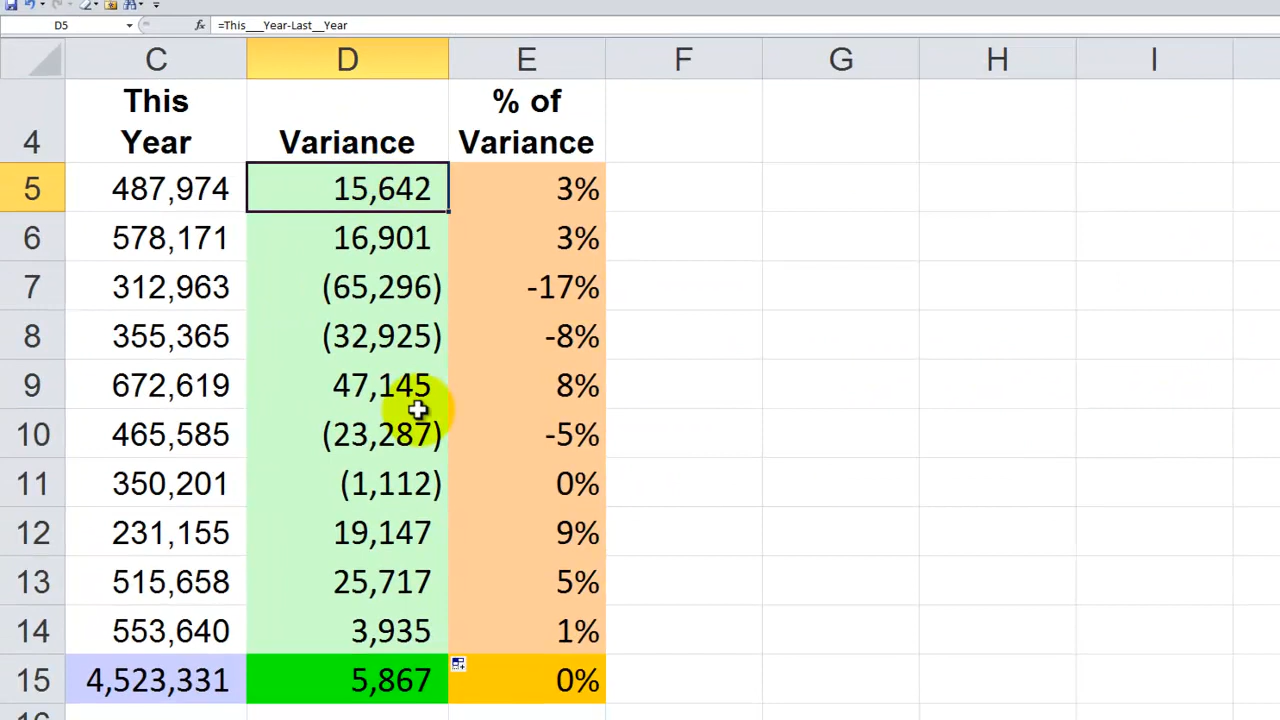 D5 fx =This___Year-Last__Year
C D E F G H I
This % of
4 Year Variance Variance
5 487,974 15,642 3%
6 578,171 16,901 3%
7 312,963 (65,296) -17%
8 355,365 (32,925) -8%
9 672,619 47,145 8%
10 465,585 (23,287) -5%
11 350,201 (1,112) 0%
12 231,155 19,147 9%
13 515,658 25,717 5%
14 553,640 3,935 1%
15 4,523,331 5,867 0%
16